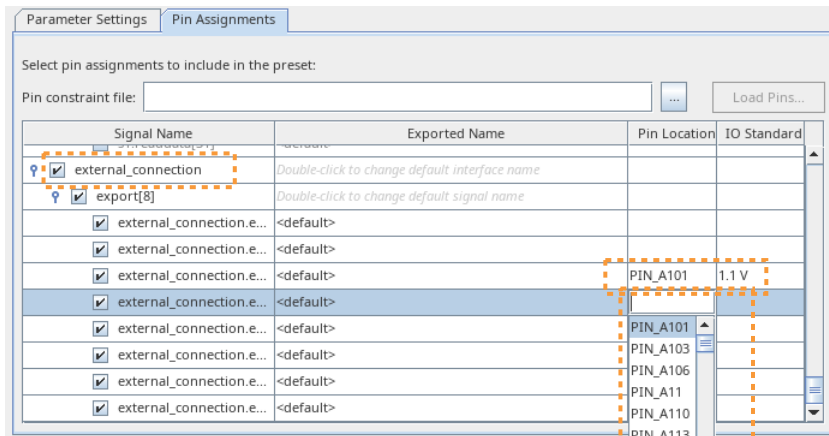 Parameter Settings Pin Assignments
Select pin assignments to include in the preset:
Pin constraint file: ... Load Pins...
Signal Name Exported Name Pin Location IO Standard
external_connection Double-click to change default interface name
export[8] Double-click to change default signal name
external_connection.e... <default>
external_connection.e... <default>
external_connection.e... <default> PIN_A101 1.1 V
external_connection.e... <default>
external_connection.e... <default> PIN_A101
PIN_A103
external_connection.e... <default> PIN_A106
external_connection.e... <default> PIN_A11
external_connection.e... <default> PIN_A110
PIN_A113